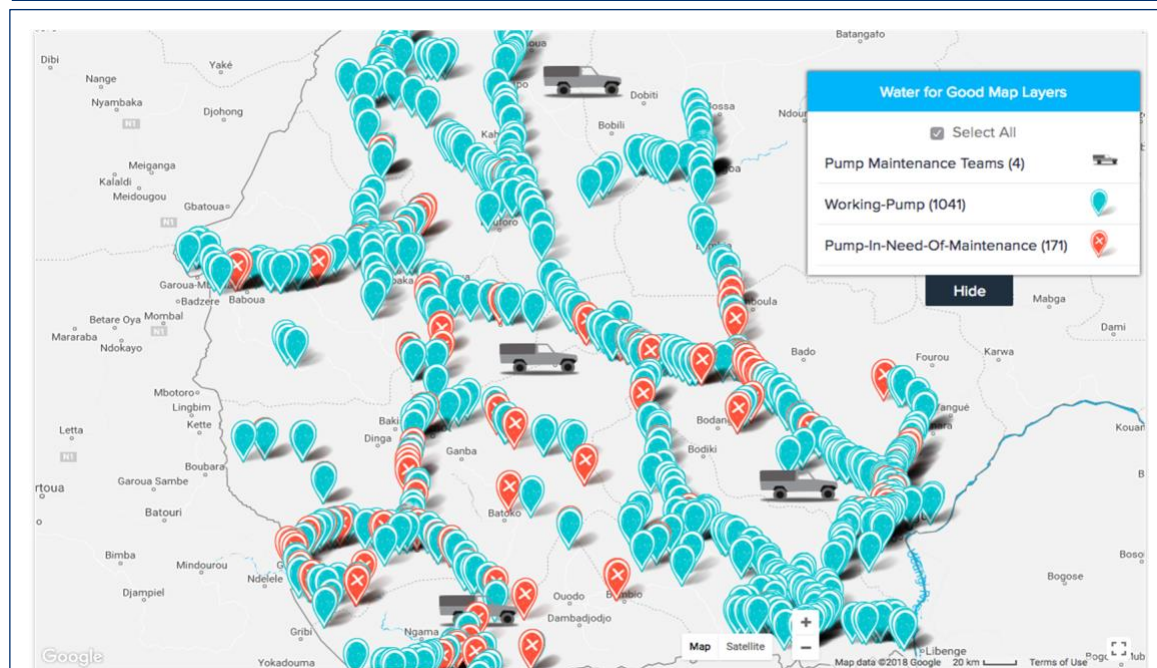 Batangafo
Dibi
Yaké
Nange
Nyambaka
Djohong
Dobiti
Bossa
N1
Bobili
Meiganga
Kalaldi
Meidougou
Gbatoua
N1
Water for Good Map Layers
Select All
Pump Maintenance Teams (4)
Working-Pump (1041)
Pump-In-Need-Of-Maintenance (171)
Hide
Badzere
Baboua
Mabga
Betare Oya
Mombal
Mararaba
N1
Ndokayo
Dami
Bado
Fourou
Karwa
Mbotoro
Lingbim
Kette
Letta
N1
Dinga
Ganba
Bodiki
Boubara
Garoua Sambe
Batouri
Batoko
Bimba
Mindourou
Ndelele
Djampiel
Ouodo
Dambadjodjo
Bogose
Gribi
Ngama
Yokadouma
Libenge
Map
Satellite
+
−
Google
Map data ©2018 Google
20 km
Terms of Use